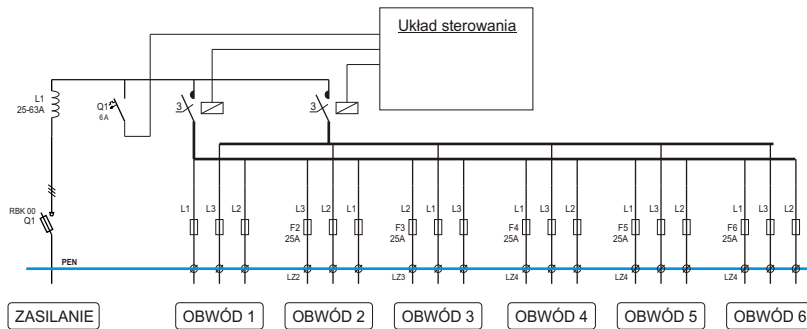 Układ sterowania
L1
25-63A
Q1
6A
3
3
RBK 00
Q1
L1
L3
L2
L3
L2
L1
L2
L1
L3
L1
L3
L2
L1
L3
L2
L1
L3
L2
F2
25A
F3
25A
F4
25A
F5
25A
F6
25A
PEN
LZ2
LZ3
LZ4
LZ4
LZ4
ZASILANIE
OBWÓD 1
OBWÓD 2
OBWÓD 3
OBWÓD 4
OBWÓD 5
OBWÓD 6